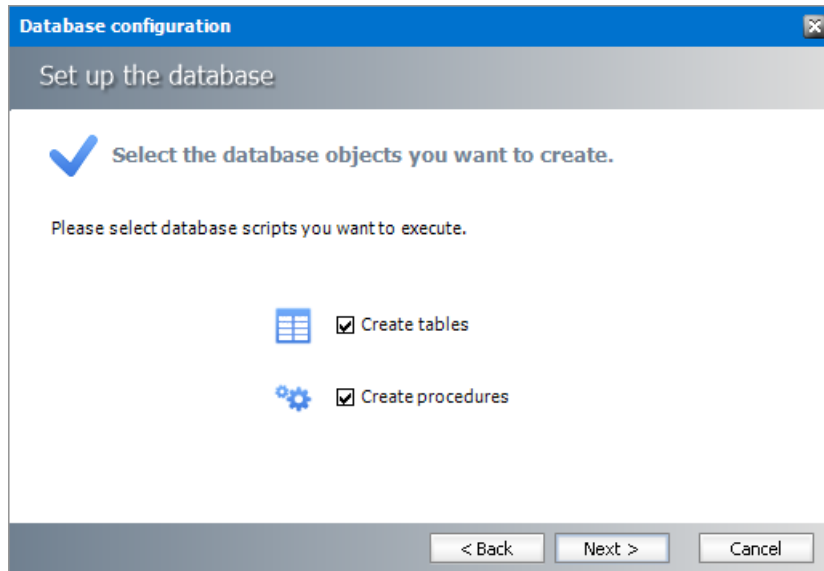 Database configuration
Set up the database
Select the database objects you want to create.
Please select database scripts you want to execute.
Create tables
Create procedures
< Back
Next >
Cancel